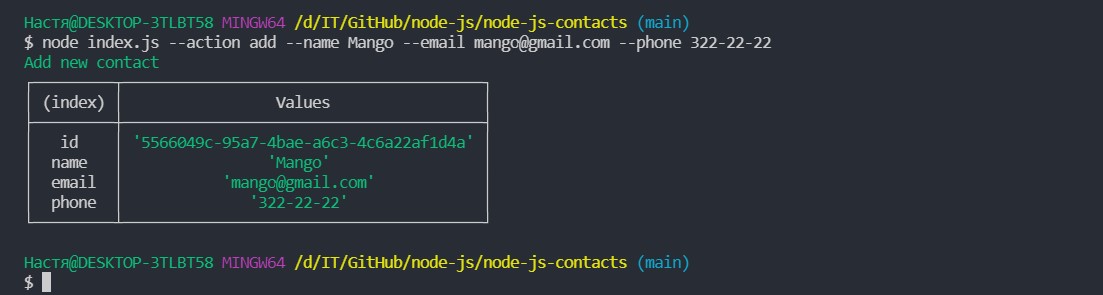 Настя@DESKTOP-3TLBT58 MINGW64 /d/IT/GitHub/node-js/node-js-contacts (main)
$ node index.js --action add --name Mango --email mango@gmail.com --phone 322-22-22
Add new contact
(index) Values
id '5566049c-95a7-4bae-a6c3-4c6a22af1d4a'
name 'Mango'
email 'mango@gmail.com'
phone '322-22-22'
Настя@DESKTOP-3TLBT58 MINGW64 /d/IT/GitHub/node-js/node-js-contacts (main)
$